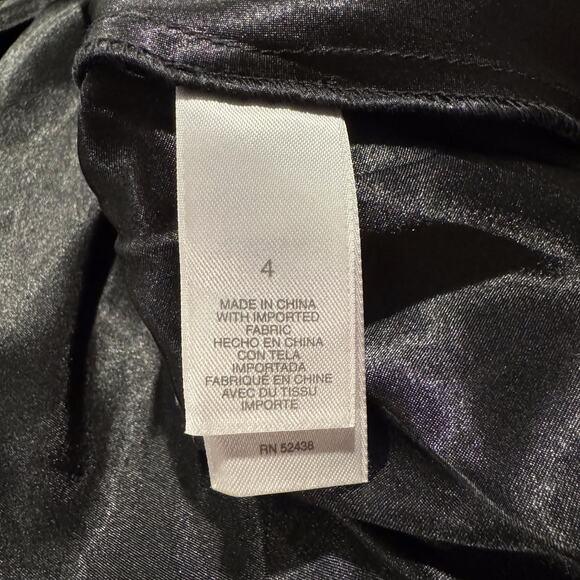 4
MADE IN CHINA
WITH IMPORTED
FABRIC
HECHO EN CHINA
CON TELA
IMPORTADA
FABRIQUÉ EN CHINE
AVEC DU TISSU
IMPORTE
RN 52438